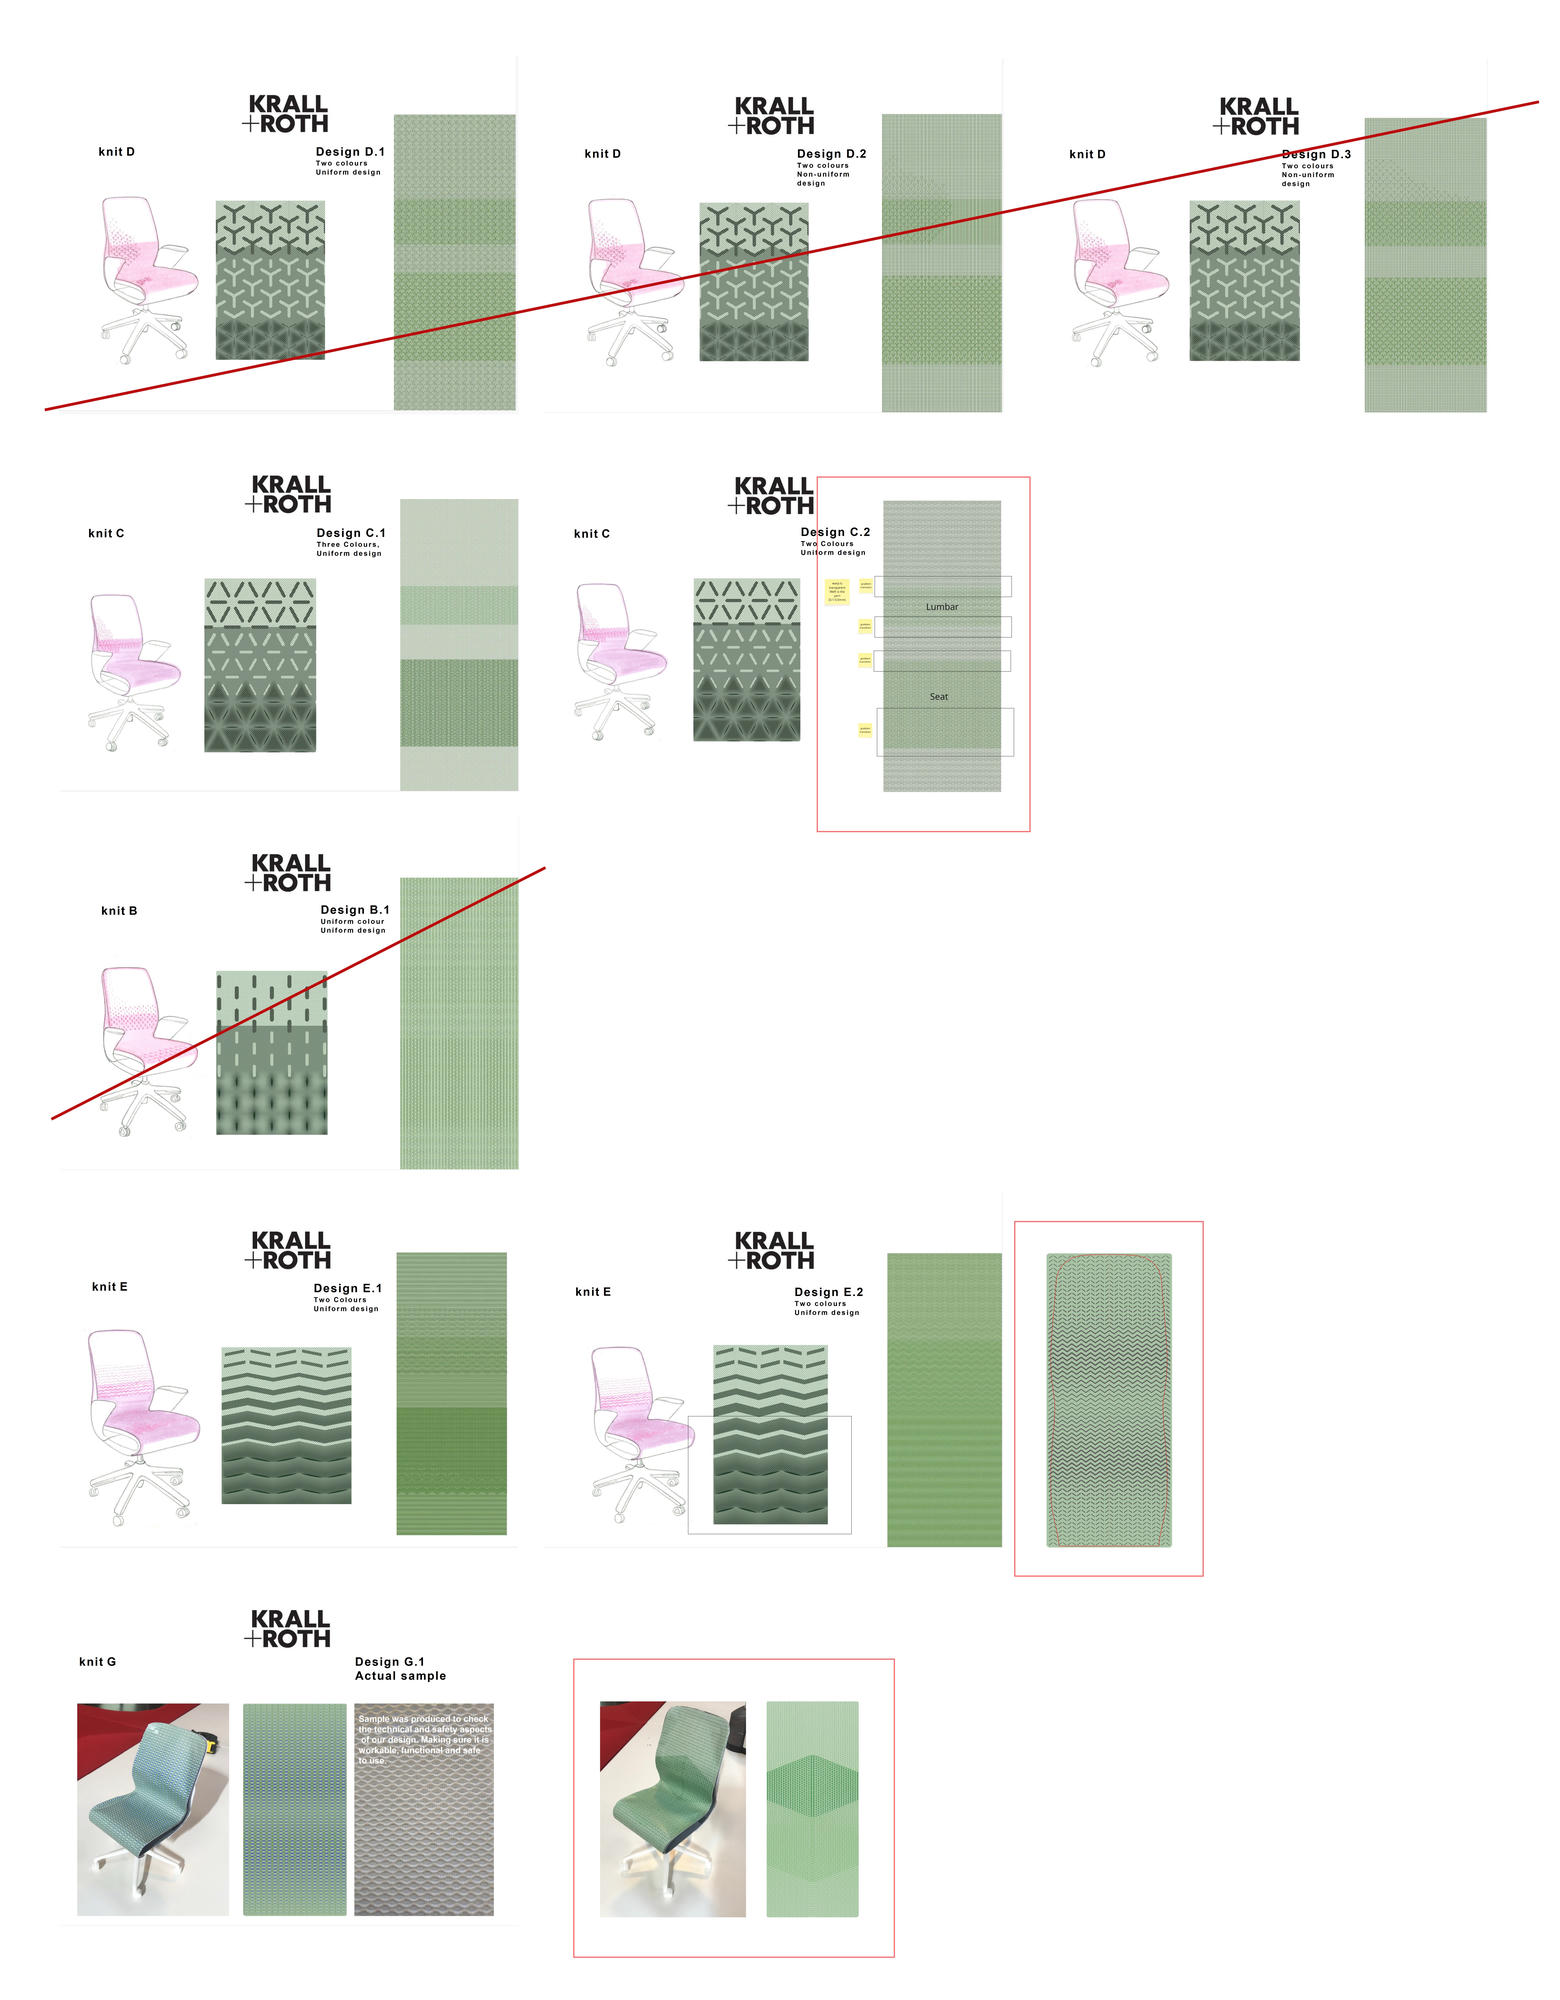 KRALL
+ROTH
knit D
Design D.1
Two colours
Uniform design
KRALL
+ROTH
knit D
Design D.2
Two colours
Non-uniform
design
KRALL
+ROTH
knit D
Design D.3
Two colours
Non-uniform
design
KRALL
+ROTH
knit C
Design C.1
Three Colours,
Uniform design
KRALL
+ROTH
knit C
Design C.2
Two Colours
Uniform design
Lumbar
Seat
KRALL
+ROTH
knit B
Design B.1
Uniform colour
Uniform design
KRALL
+ROTH
knit E
Design E.1
Two Colours
Uniform design
KRALL
+ROTH
knit E
Design E.2
Two colours
Uniform design
KRALL
+ROTH
knit G
Design G.1
Actual sample
Sample was produced to check
the technical and safety aspects
of our design. Making sure it is
workable, functional and safe
to use.